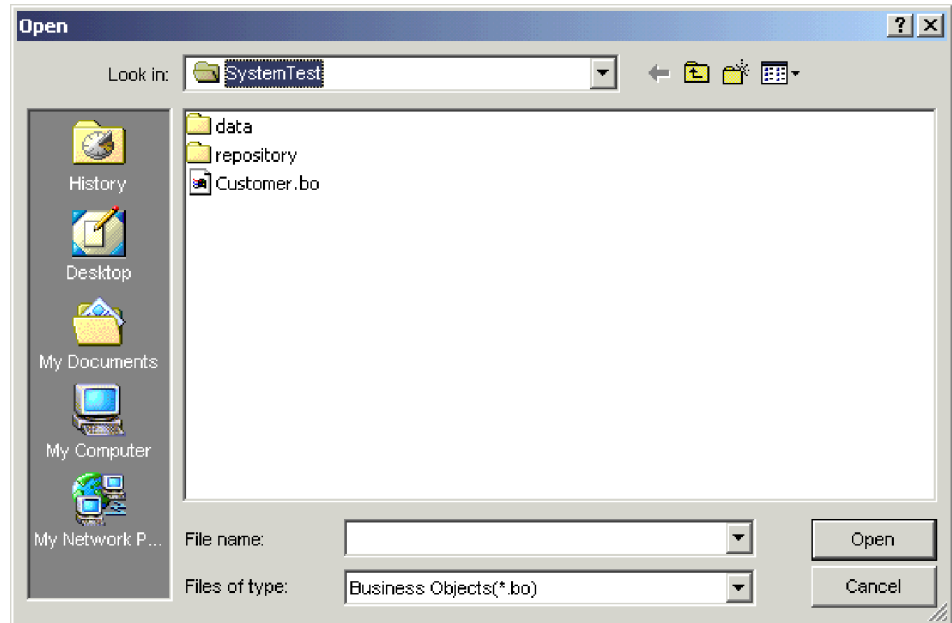 Open
Look in: SystemTest
data
repository
Customer.bo
History
Desktop
My Documents
My Computer
My Network P...
File name:
Open
Files of type: Business Objects(*.bo)
Cancel